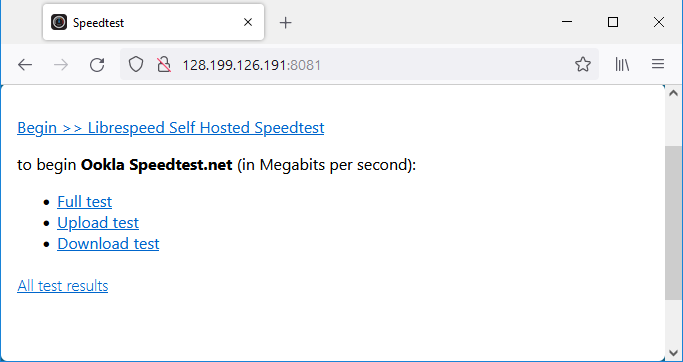 Speedtest
128.199.126.191:8081
Begin >> Librespeed Self Hosted Speedtest
to begin Ookla Speedtest.net (in Megabits per second):
Full test
Upload test
Download test
All test results